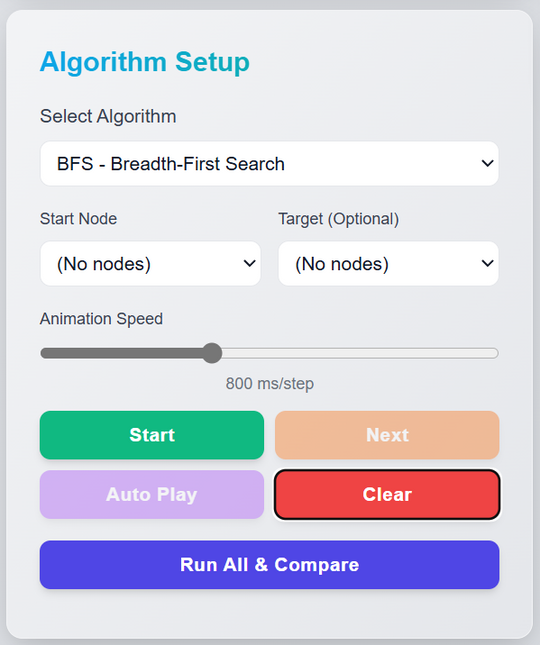 Algorithm Setup
Select Algorithm
BFS - Breadth-First Search
Start Node
Target (Optional)
(No nodes)
(No nodes)
Animation Speed
800 ms/step
Start
Next
Auto Play
Clear
Run All & Compare